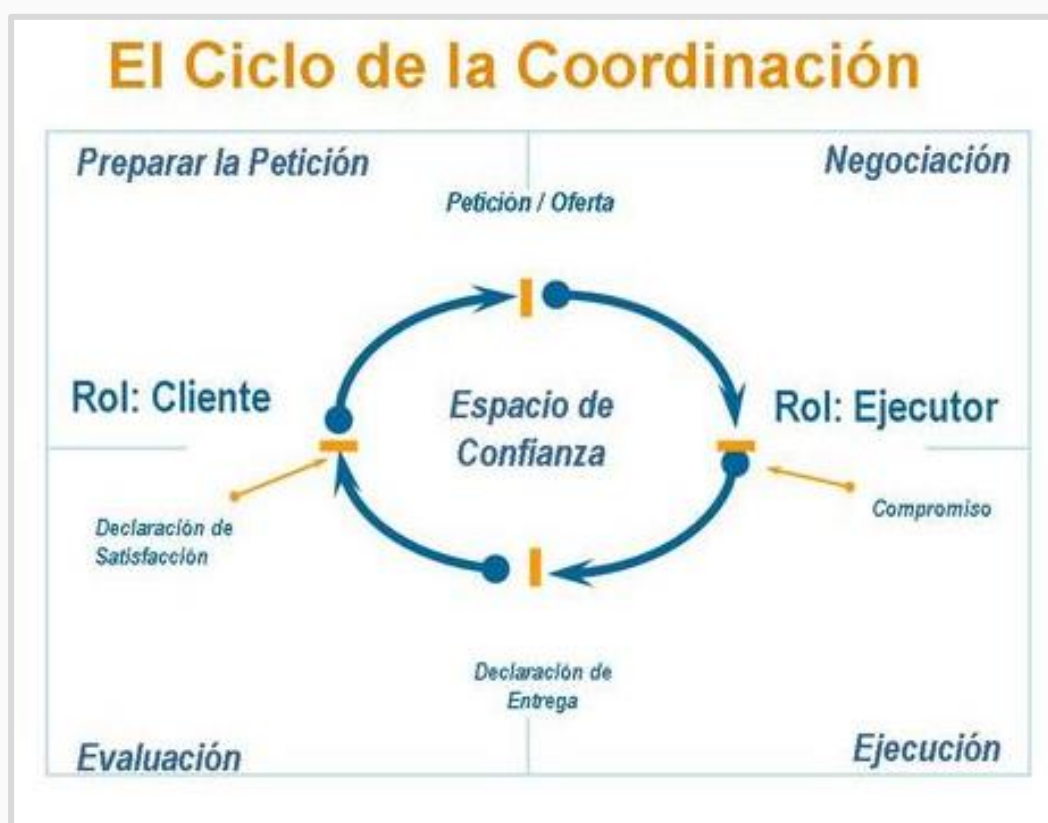 El Ciclo de la Coordinación
Preparar la Petición
Negociación
Petición / Oferta
Rol: Cliente
Espacio de
Confianza
Rol: Ejecutor
Declaración de
Satisfacción
Compromiso
Declaración de
Entrega
Evaluación
Ejecución